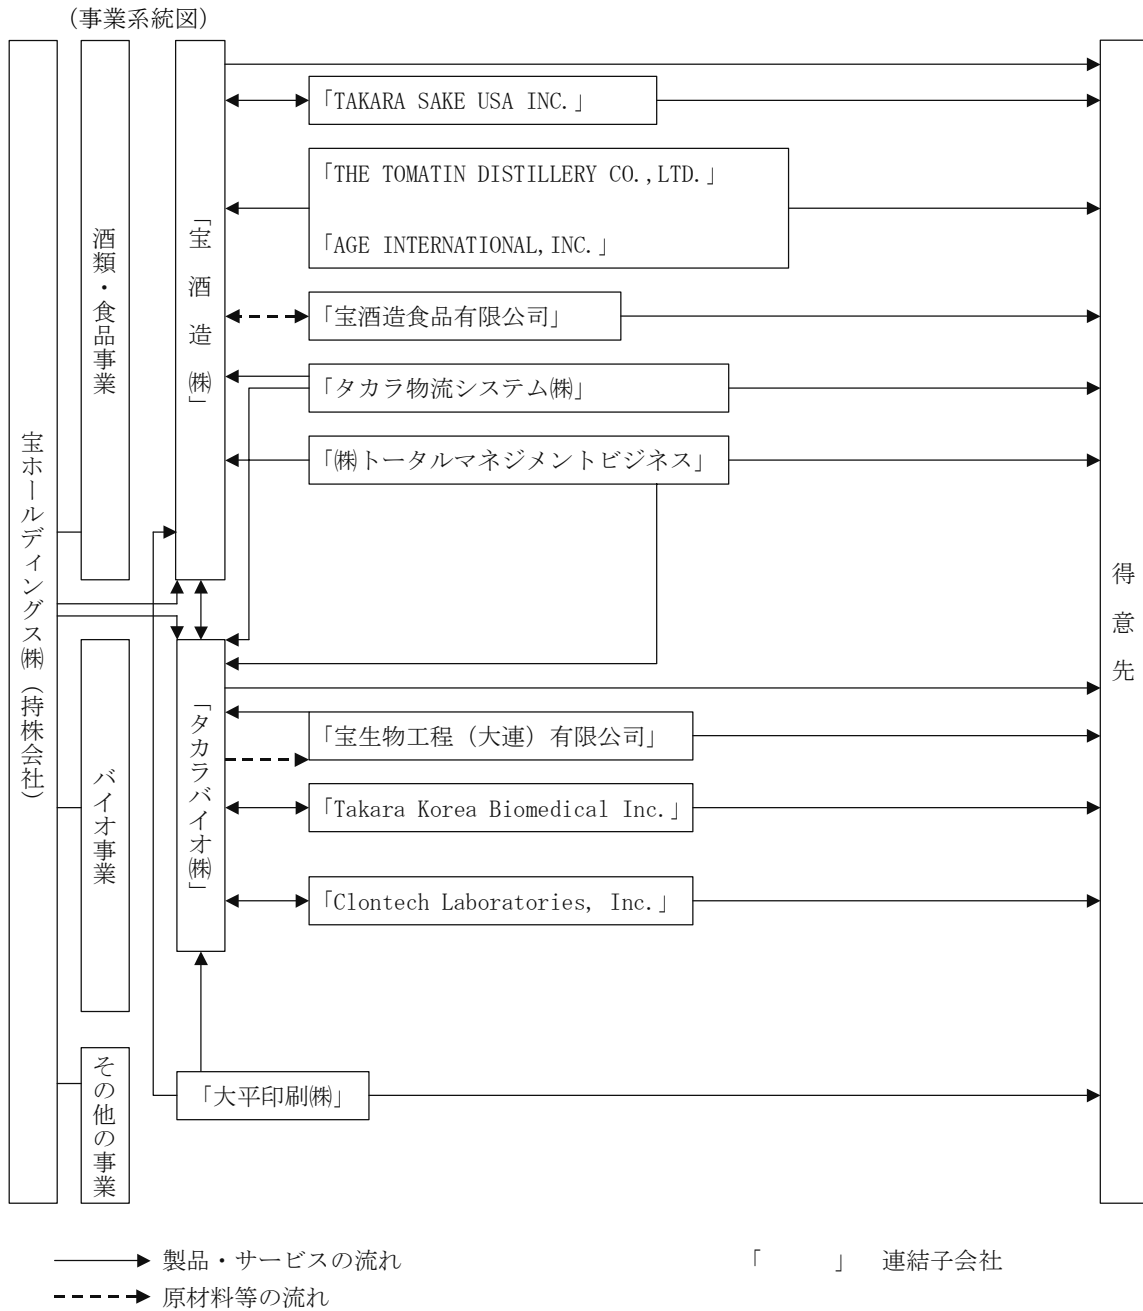 (事業系統図)
宝ホールディングス㈱(持株会社)
酒類・食品事業
「宝酒造㈱」
「TAKARA SAKE USA INC.」
「THE TOMATIN DISTILLERY CO.,LTD.」
「AGE INTERNATIONAL,INC.」
「宝酒造食品有限公司」
「タカラ物流システム㈱」
「㈱トータルマネジメントビジネス」
得意先
バイオ事業
「タカラバイオ㈱」
「宝生物工程（大連）有限公司」
「Takara Korea Biomedical Inc.」
「Clontech Laboratories, Inc.」
その他の事業
「大平印刷㈱」
製品・サービスの流れ
「　　　」　連結子会社
原材料等の流れ